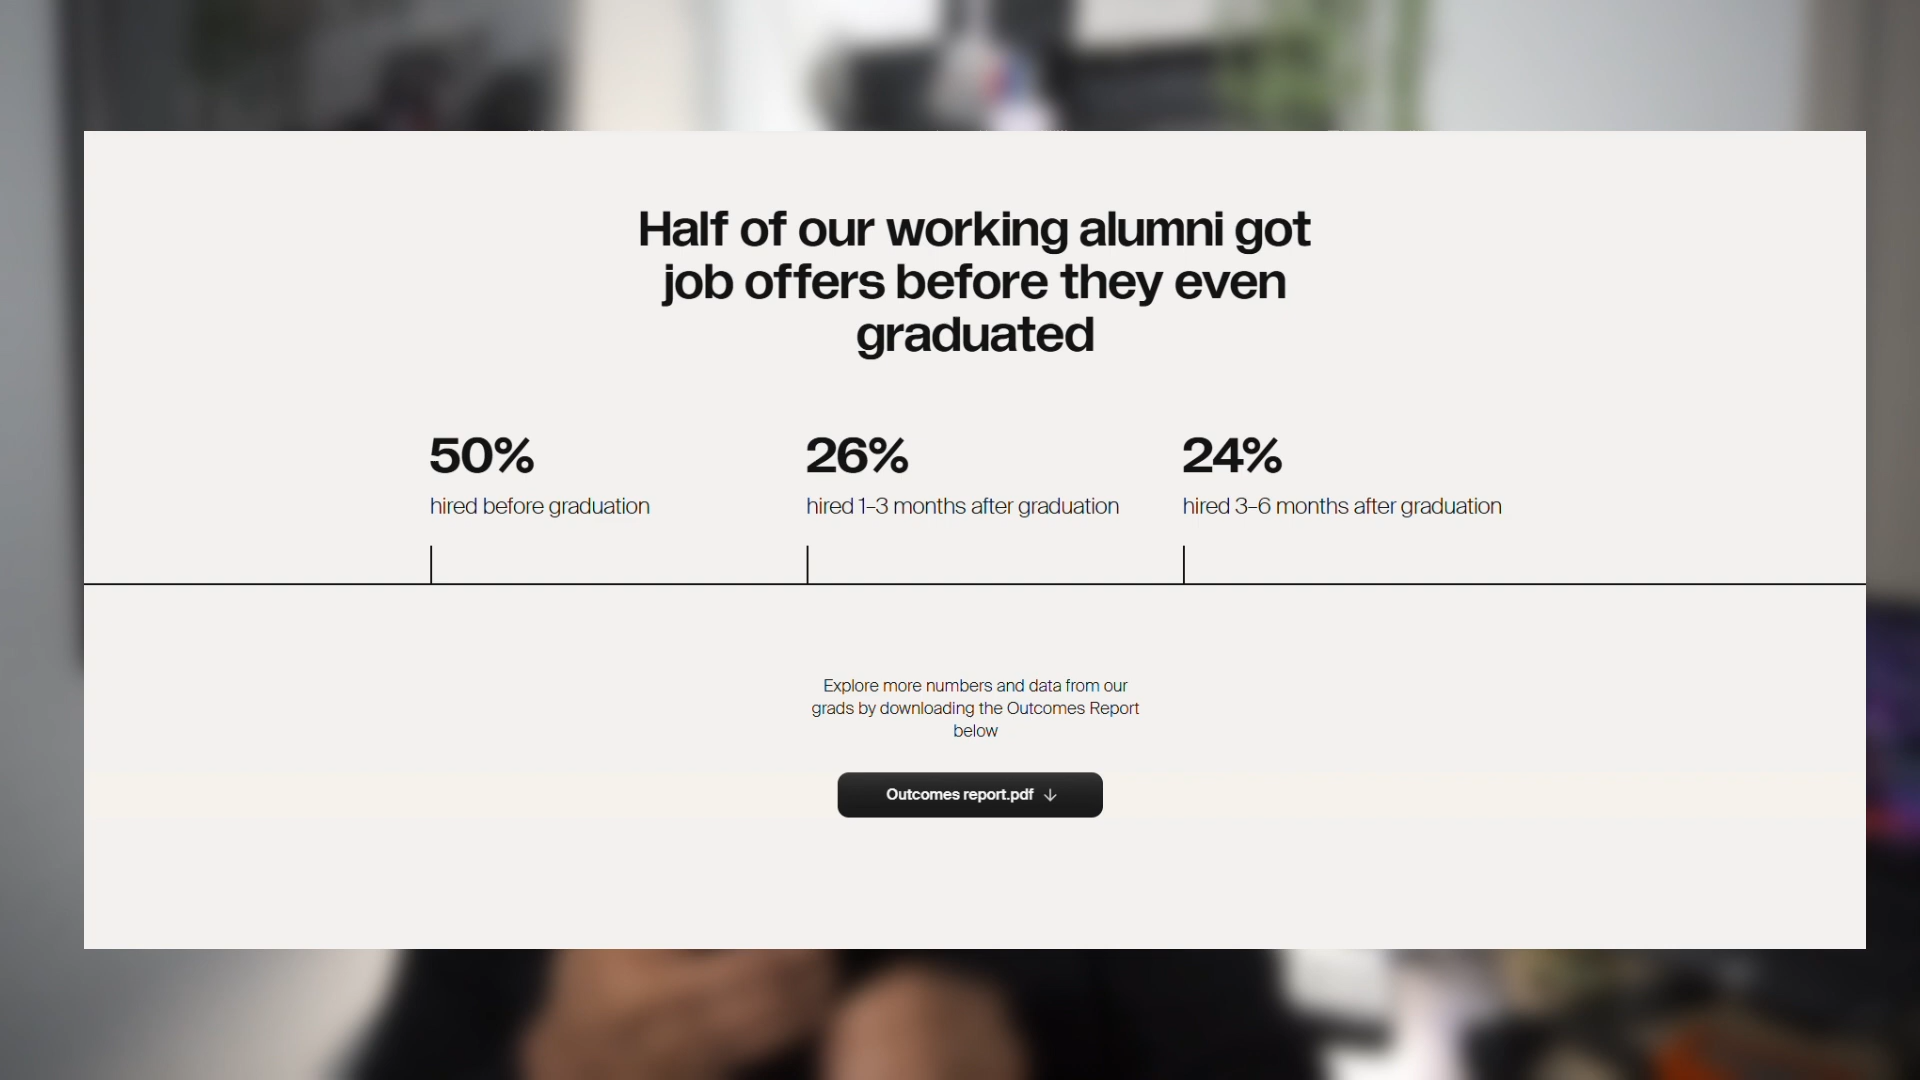 Half of our working alumni got
job offers before they even
graduated
50%
hired before graduation
26%
hired 1–3 months after graduation
24%
hired 3–6 months after graduation
Explore more numbers and data from our
grads by downloading the Outcomes Report
below
Outcomes report.pdf ↓